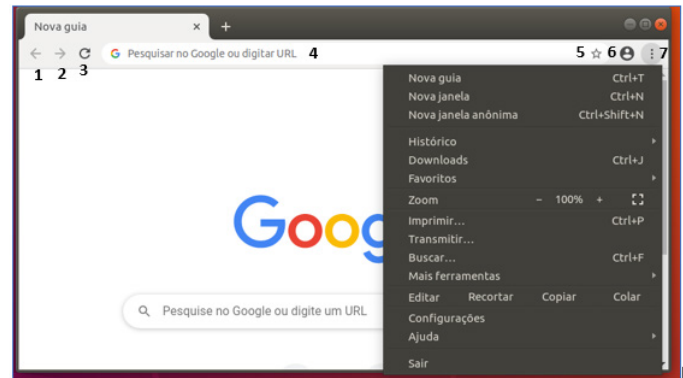 Nova guia × +
Pesquisar no Google ou digitar URL 4 5 6 7
1 2 3
Nova guia Ctrl+T
Nova janela Ctrl+N
Nova janela anônima Ctrl+Shift+N
Histórico
Downloads Ctrl+J
Favoritos
Zoom − 100% +
Imprimir... Ctrl+P
Transmitir...
Buscar... Ctrl+F
Mais ferramentas
Editar Recortar Copiar Colar
Configurações
Ajuda
Sair
Goog
Pesquise no Google ou digite um URL